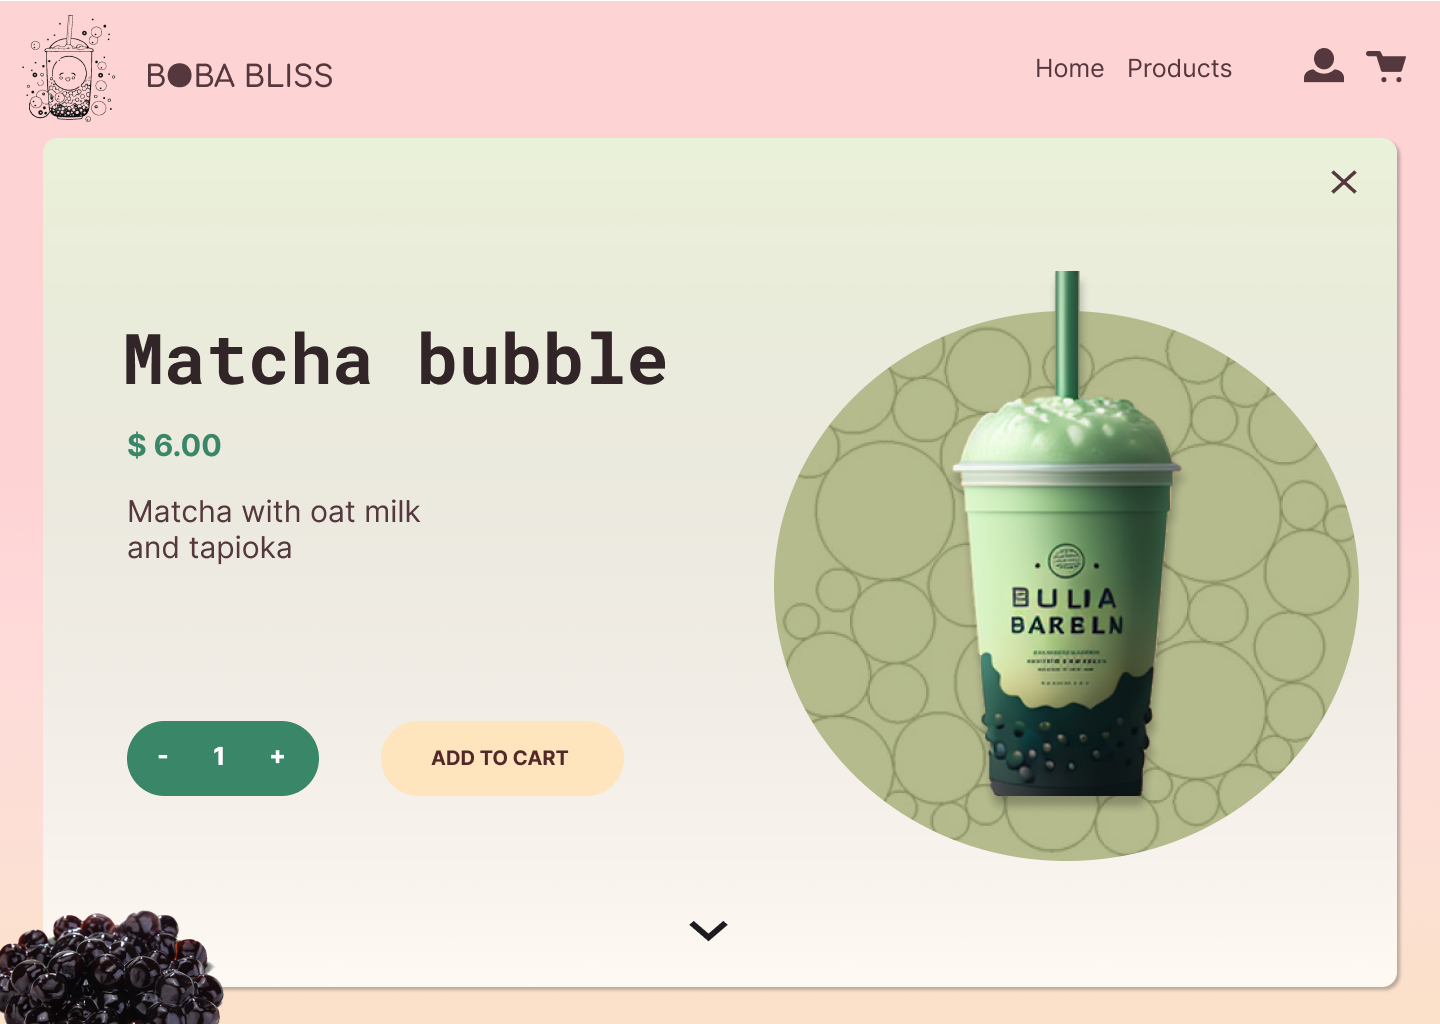 BOBA BLISS
Home Products
Matcha bubble
$ 6.00
Matcha with oat milk
and tapioka
- 1 +
ADD TO CART
BULIA
BARELN